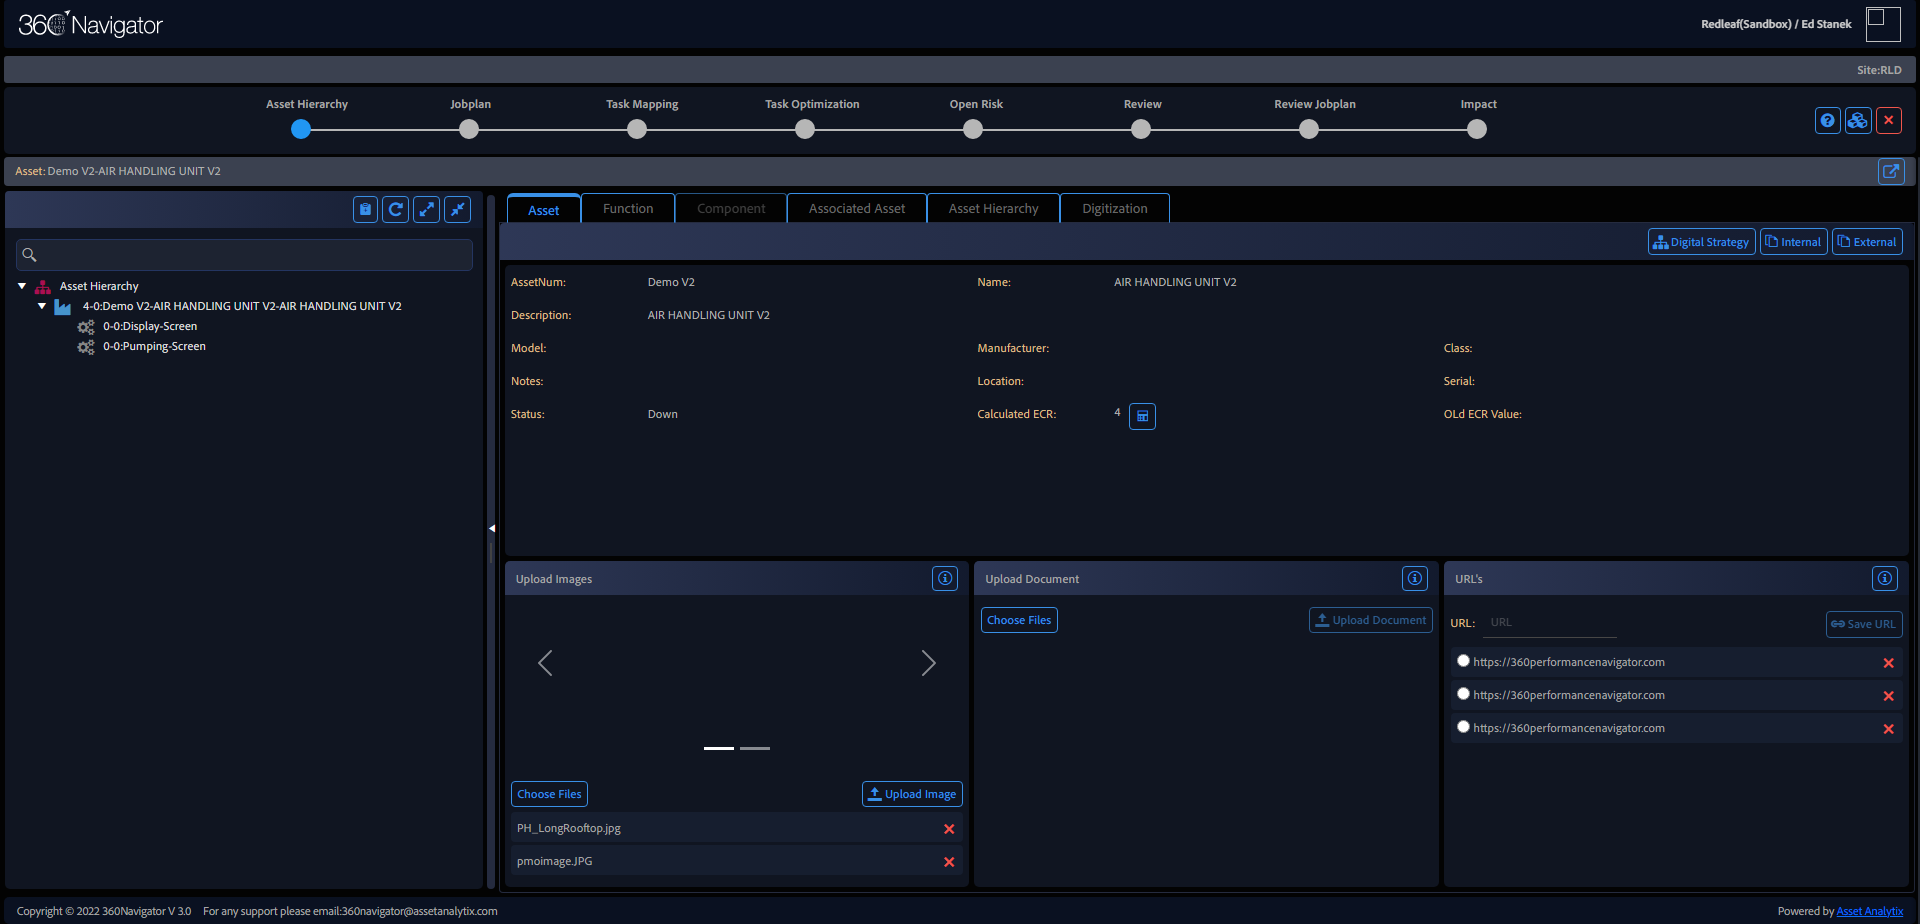 360 Navigator
Redleaf(Sandbox) / Ed Stanek
Site:RLD
Asset Hierarchy Jobplan Task Mapping Task Optimization Open Risk Review Review Jobplan Impact
Asset: Demo V2-AIR HANDLING UNIT V2
Asset Function Component Associated Asset Asset Hierarchy Digitization
Digital Strategy Internal External
Asset Hierarchy
4-0:Demo V2-AIR HANDLING UNIT V2-AIR HANDLING UNIT V2
0-0:Display-Screen
0-0:Pumping-Screen
AssetNum: Demo V2 Name: AIR HANDLING UNIT V2
Description: AIR HANDLING UNIT V2
Model: Manufacturer: Class:
Notes: Location: Serial:
Status: Down Calculated ECR: 4 OLd ECR Value:
Upload Images
Choose Files Upload Image
PH_LongRooftop.jpg
pmoimage.JPG
Upload Document
Choose Files Upload Document
URL's
URL: URL Save URL
https://360performancenavigator.com
https://360performancenavigator.com
https://360performancenavigator.com
Copyright © 2022 360Navigator V 3.0 For any support please email:360navigator@assetanalytix.com
Powered by Asset Analytix